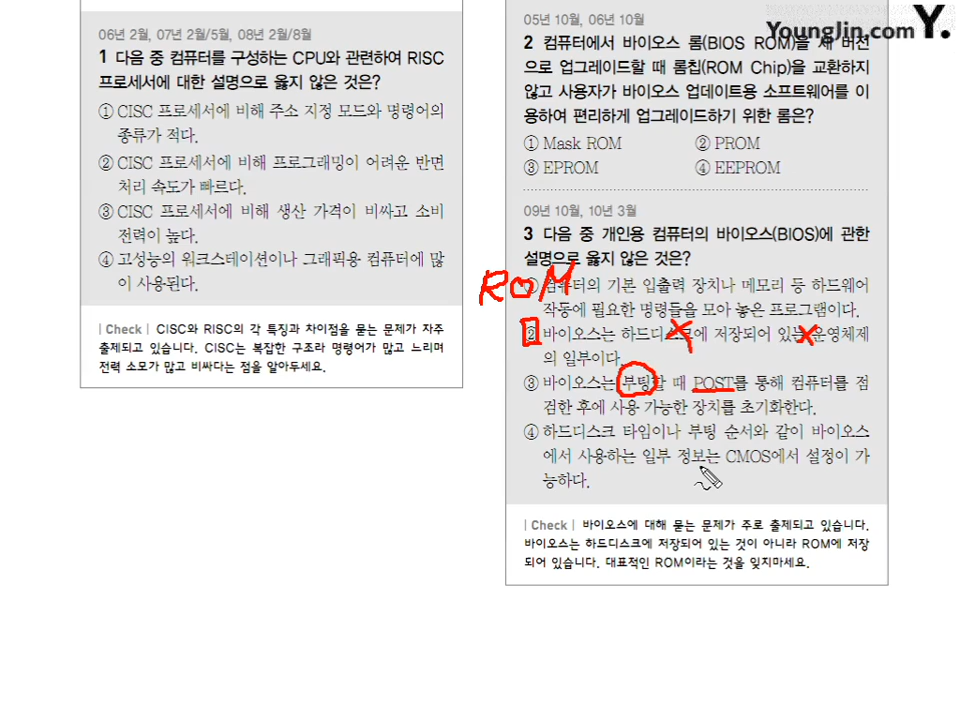 06년 2월, 07년 2월/5월, 08년 2월/8월
1 다음 중 컴퓨터를 구성하는 CPU와 관련하여 RISC
프로세서에 대한 설명으로 옳지 않은 것은?
① CISC 프로세서에 비해 주소 지정 모드와 명령어의
종류가 적다.
② CISC 프로세서에 비해 프로그래밍이 어려운 반면
처리 속도가 빠르다.
③ CISC 프로세서에 비해 생산 가격이 비싸고 소비
전력이 높다.
④ 고성능의 워크스테이션이나 그래픽용 컴퓨터에 많
이 사용된다.
| Check | CISC와 RISC의 각 특징과 차이점을 묻는 문제가 자주
출제되고 있습니다. CISC는 복잡한 구조라 명령어가 많고 느리며
전력 소모가 많고 비싸다는 점을 알아두세요.
YoungJin.com Y.
05년 10월, 06년 10월
2 컴퓨터에서 바이오스 롬(BIOS ROM)을 새 버전
으로 업그레이드할 때 롬칩(ROM Chip)을 교환하지
않고 사용자가 바이오스 업데이트용 소프트웨어를 이
용하여 편리하게 업그레이드하기 위한 롬은?
① Mask ROM ② PROM
③ EPROM ④ EEPROM
09년 10월, 10년 3월
3 다음 중 개인용 컴퓨터의 바이오스(BIOS)에 관한
설명으로 옳지 않은 것은?
ROM
① 컴퓨터의 기본 입출력 장치나 메모리 등 하드웨어
작동에 필요한 명령들을 모아 놓은 프로그램이다.
② 바이오스는 하드디스크에 저장되어 있는 운영체제
의 일부이다.
③ 바이오스는 부팅할 때 POST를 통해 컴퓨터를 점
검한 후에 사용 가능한 장치를 초기화한다.
④ 하드디스크 타입이나 부팅 순서와 같이 바이오스
에서 사용하는 일부 정보는 CMOS에서 설정이 가
능하다.
| Check | 바이오스에 대해 묻는 문제가 주로 출제되고 있습니다.
바이오스는 하드디스크에 저장되어 있는 것이 아니라 ROM에 저장
되어 있습니다. 대표적인 ROM이라는 것을 잊지마세요.